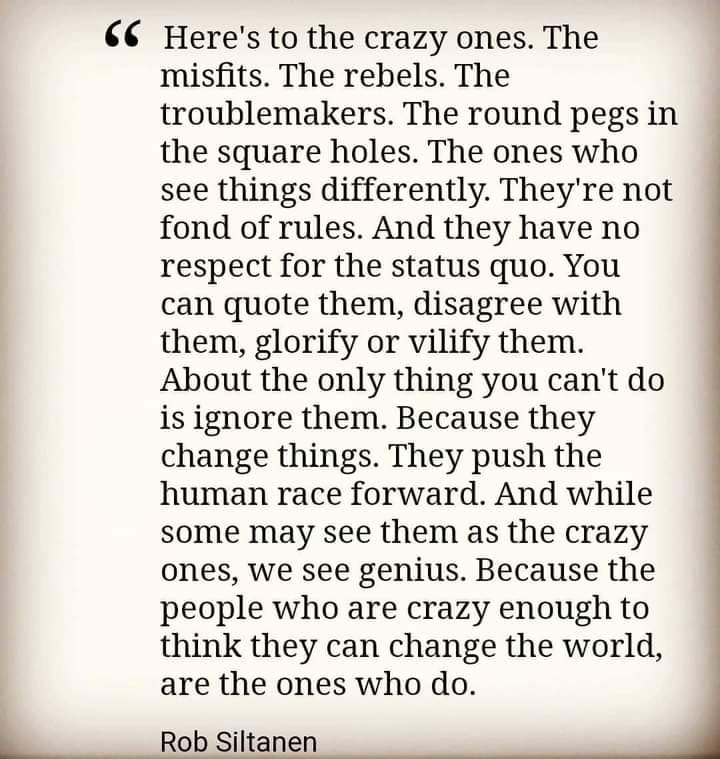 “ Here's to the crazy ones. The
misfits. The rebels. The
troublemakers. The round pegs in
the square holes. The ones who
see things differently. They're not
fond of rules. And they have no
respect for the status quo. You
can quote them, disagree with
them, glorify or vilify them.
About the only thing you can't do
is ignore them. Because they
change things. They push the
human race forward. And while
some may see them as the crazy
ones, we see genius. Because the
people who are crazy enough to
think they can change the world,
are the ones who do.
Rob Siltanen